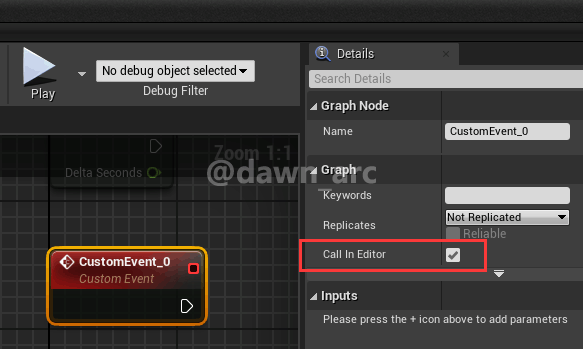 Play
No debug object selected
Debug Filter
Delta Seconds
Zoom 1:1
@dawn_arc
CustomEvent_0
Custom Event
Details
Search Details
Graph Node
Name CustomEvent_0
Graph
Keywords
Replicates Not Replicated
Reliable
Call In Editor
Inputs
Please press the + icon above to add parameters